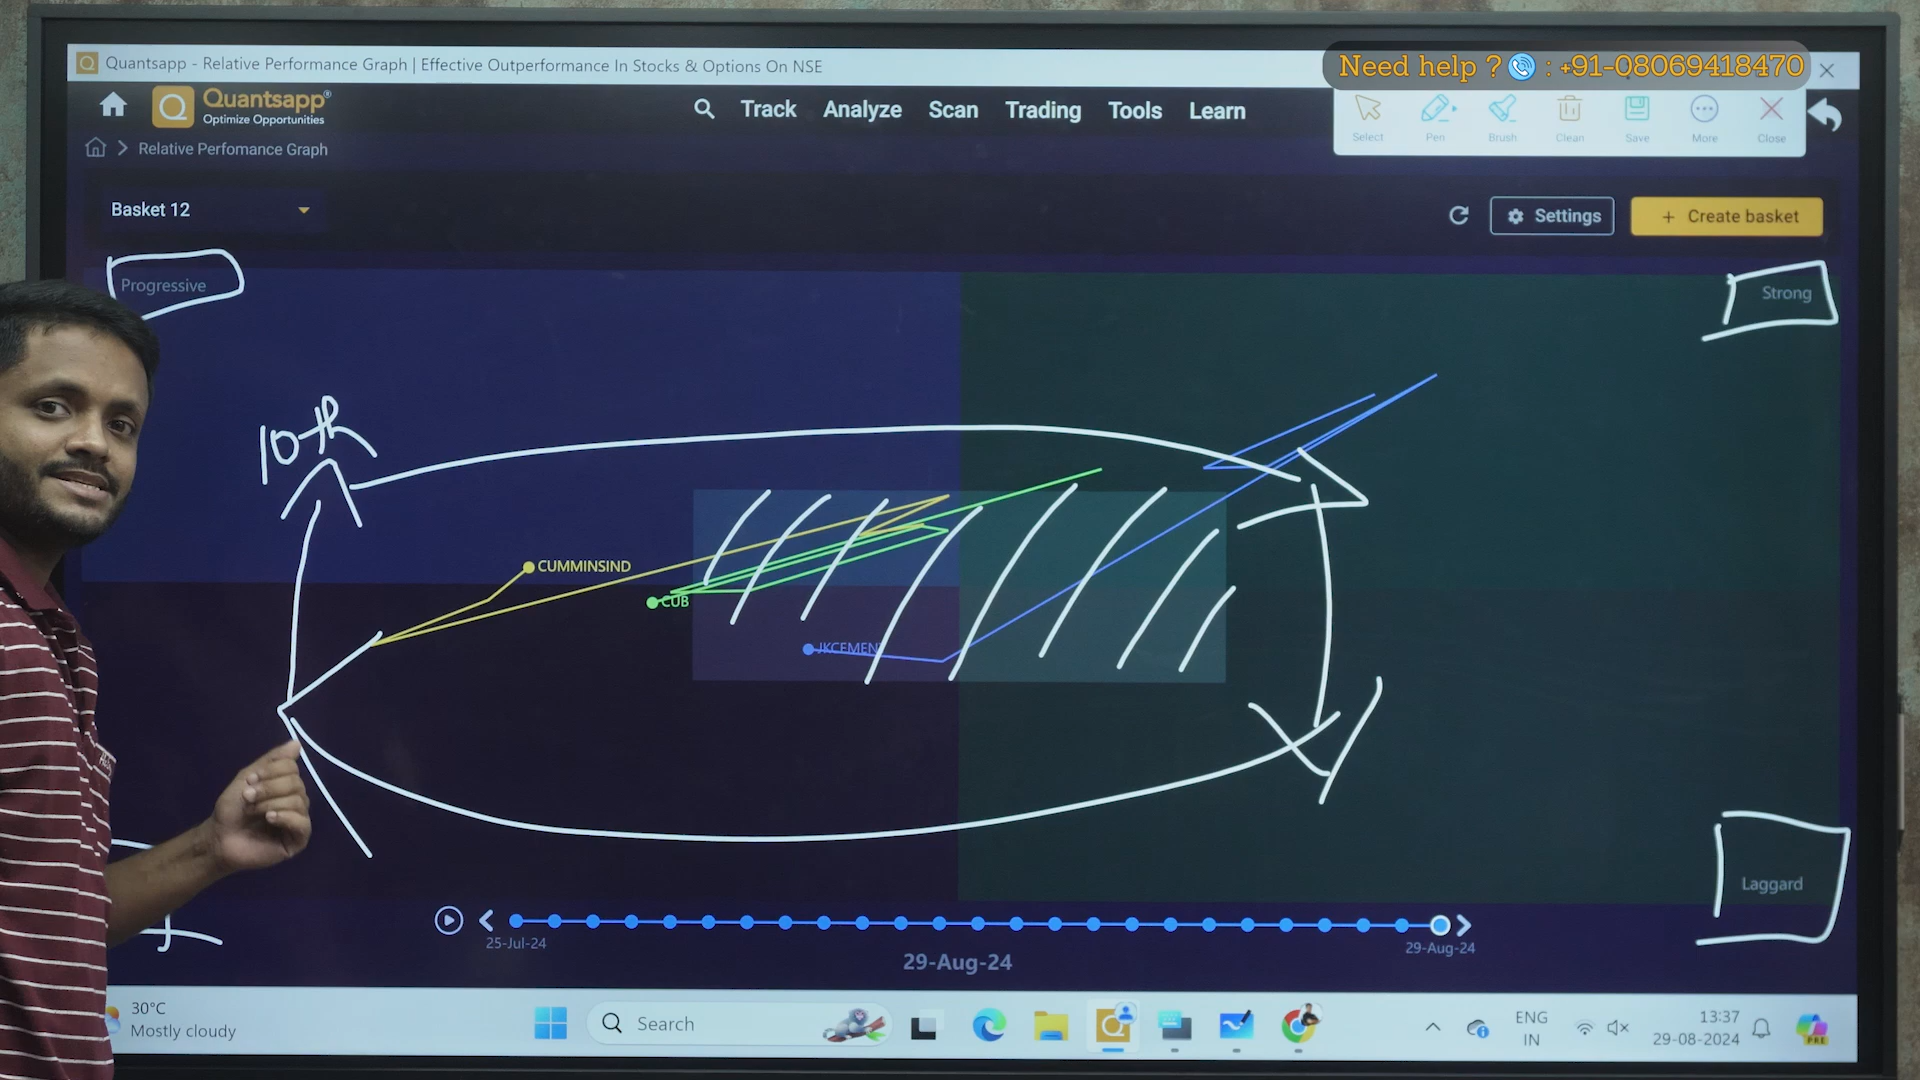 Quantsapp - Relative Performance Graph | Effective Outperformance In Stocks & Options On NSE
Need help ? : +91-08069418470
Quantsapp®
Optimize Opportunities
Track
Analyze
Scan
Trading
Tools
Learn
Select
Pen
Brush
Clean
Save
More
Close
Relative Perfomance Graph
Basket 12
Settings
+ Create basket
Progressive
Strong
10th
CUMMINSIND
CUB
JKCEMENT
Laggard
25-Jul-24
29-Aug-24
29-Aug-24
30°C
Mostly cloudy
Search
ENG
IN
13:37
29-08-2024
PRE